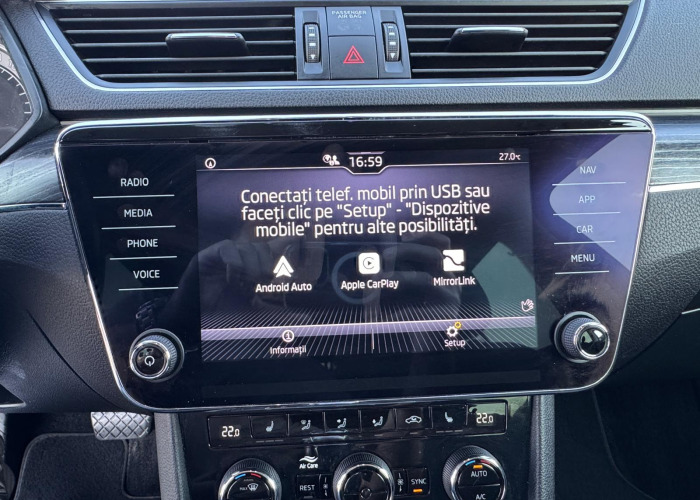 PASSENGER
AIR BAG
16:59
27.0°C
RADIO
MEDIA
PHONE
VOICE
Conectați telef. mobil prin USB sau
faceți clic pe "Setup" - "Dispozitive
mobile" pentru alte posibilități.
Android Auto
Apple CarPlay
MirrorLink
Informații
Setup
NAV
APP
CAR
MENU
22.0
22.0
Air Care
REST
SYNC
AUTO
A/C